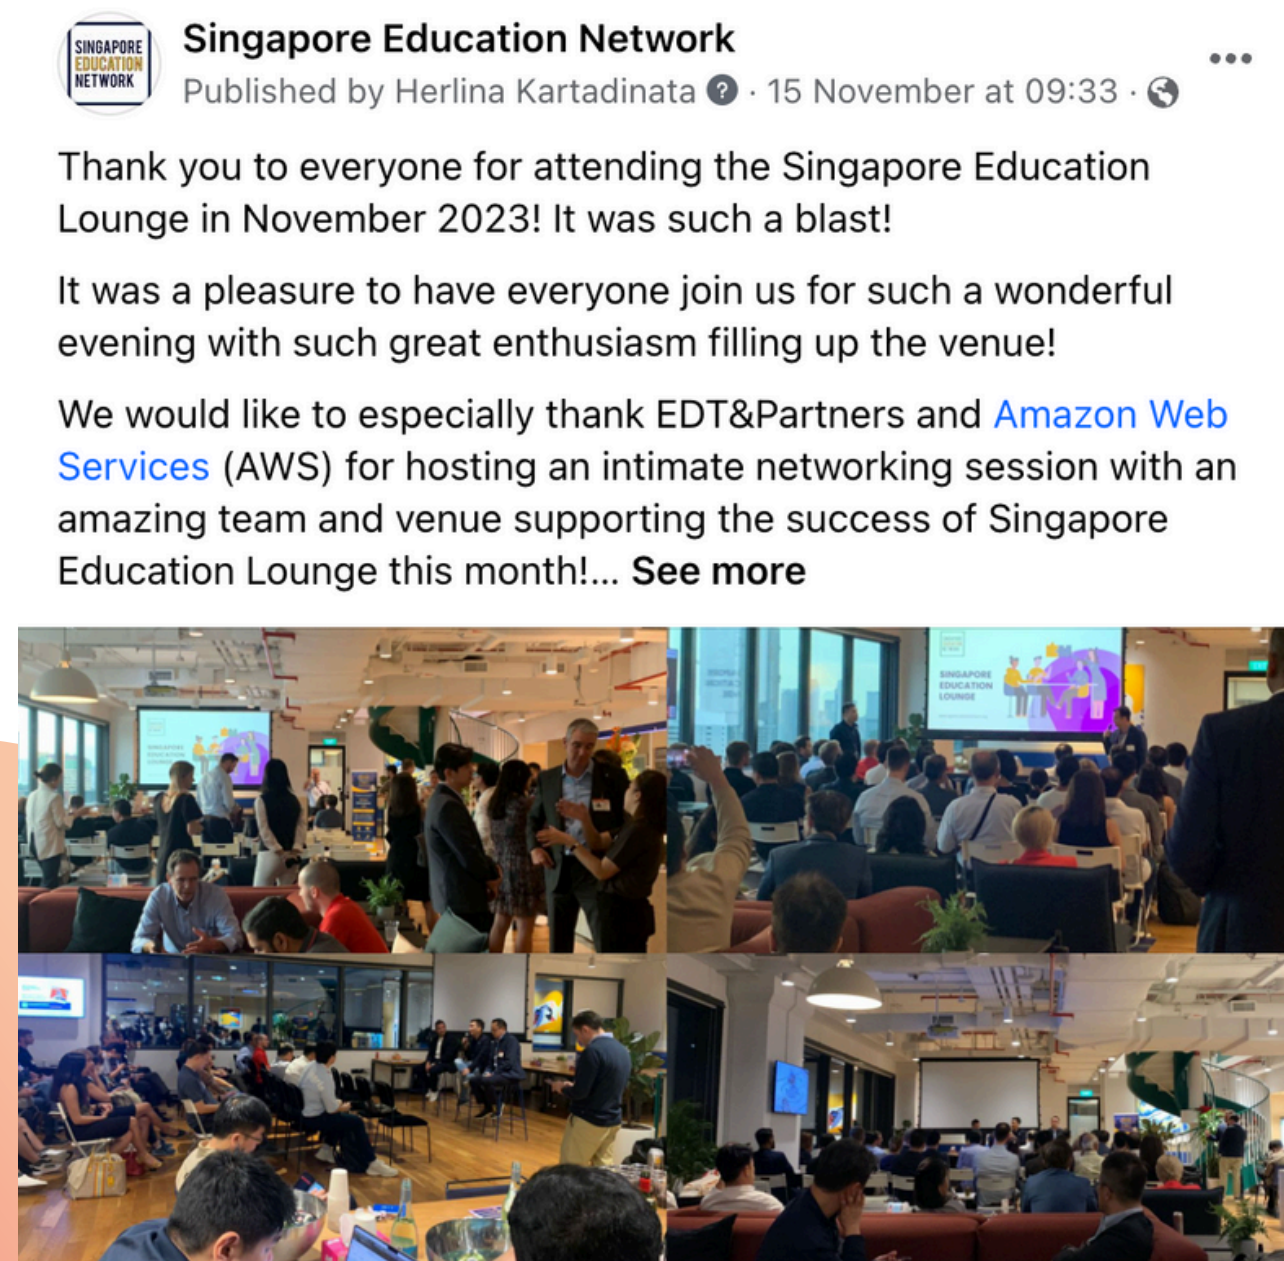 SINGAPORE
EDUCATION
NETWORK
Singapore Education Network
Published by Herlina Kartadinata ? · 15 November at 09:33 ·
Thank you to everyone for attending the Singapore Education
Lounge in November 2023! It was such a blast!
It was a pleasure to have everyone join us for such a wonderful
evening with such great enthusiasm filling up the venue!
We would like to especially thank EDT&Partners and Amazon Web
Services (AWS) for hosting an intimate networking session with an
amazing team and venue supporting the success of Singapore
Education Lounge this month!... See more
SINGAPORE
EDUCATION
LOUNGE
SINGAPORE
EDUCATION
LOUNGE